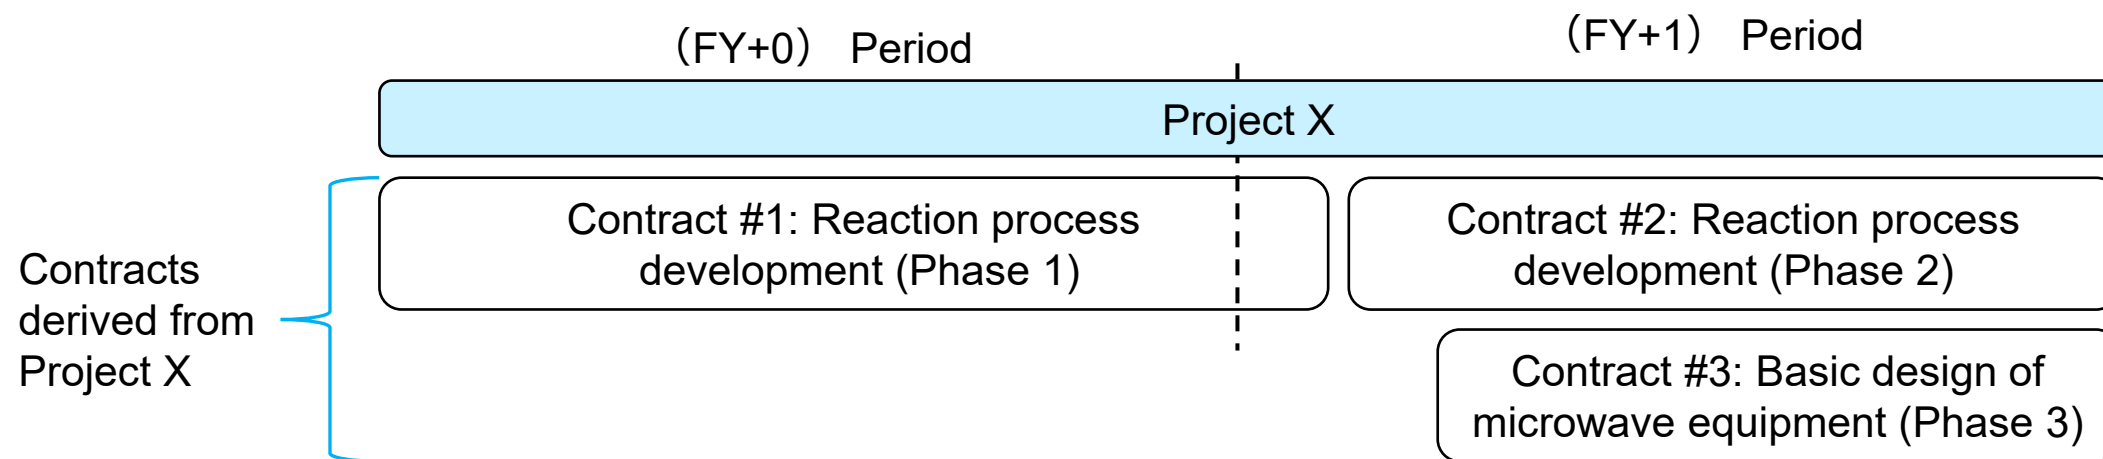 （FY+0） Period
（FY+1） Period
Project X
Contract #1: Reaction process
development (Phase 1)
Contract #2: Reaction process
development (Phase 2)
Contracts
derived from
Project X
Contract #3: Basic design of
microwave equipment (Phase 3)